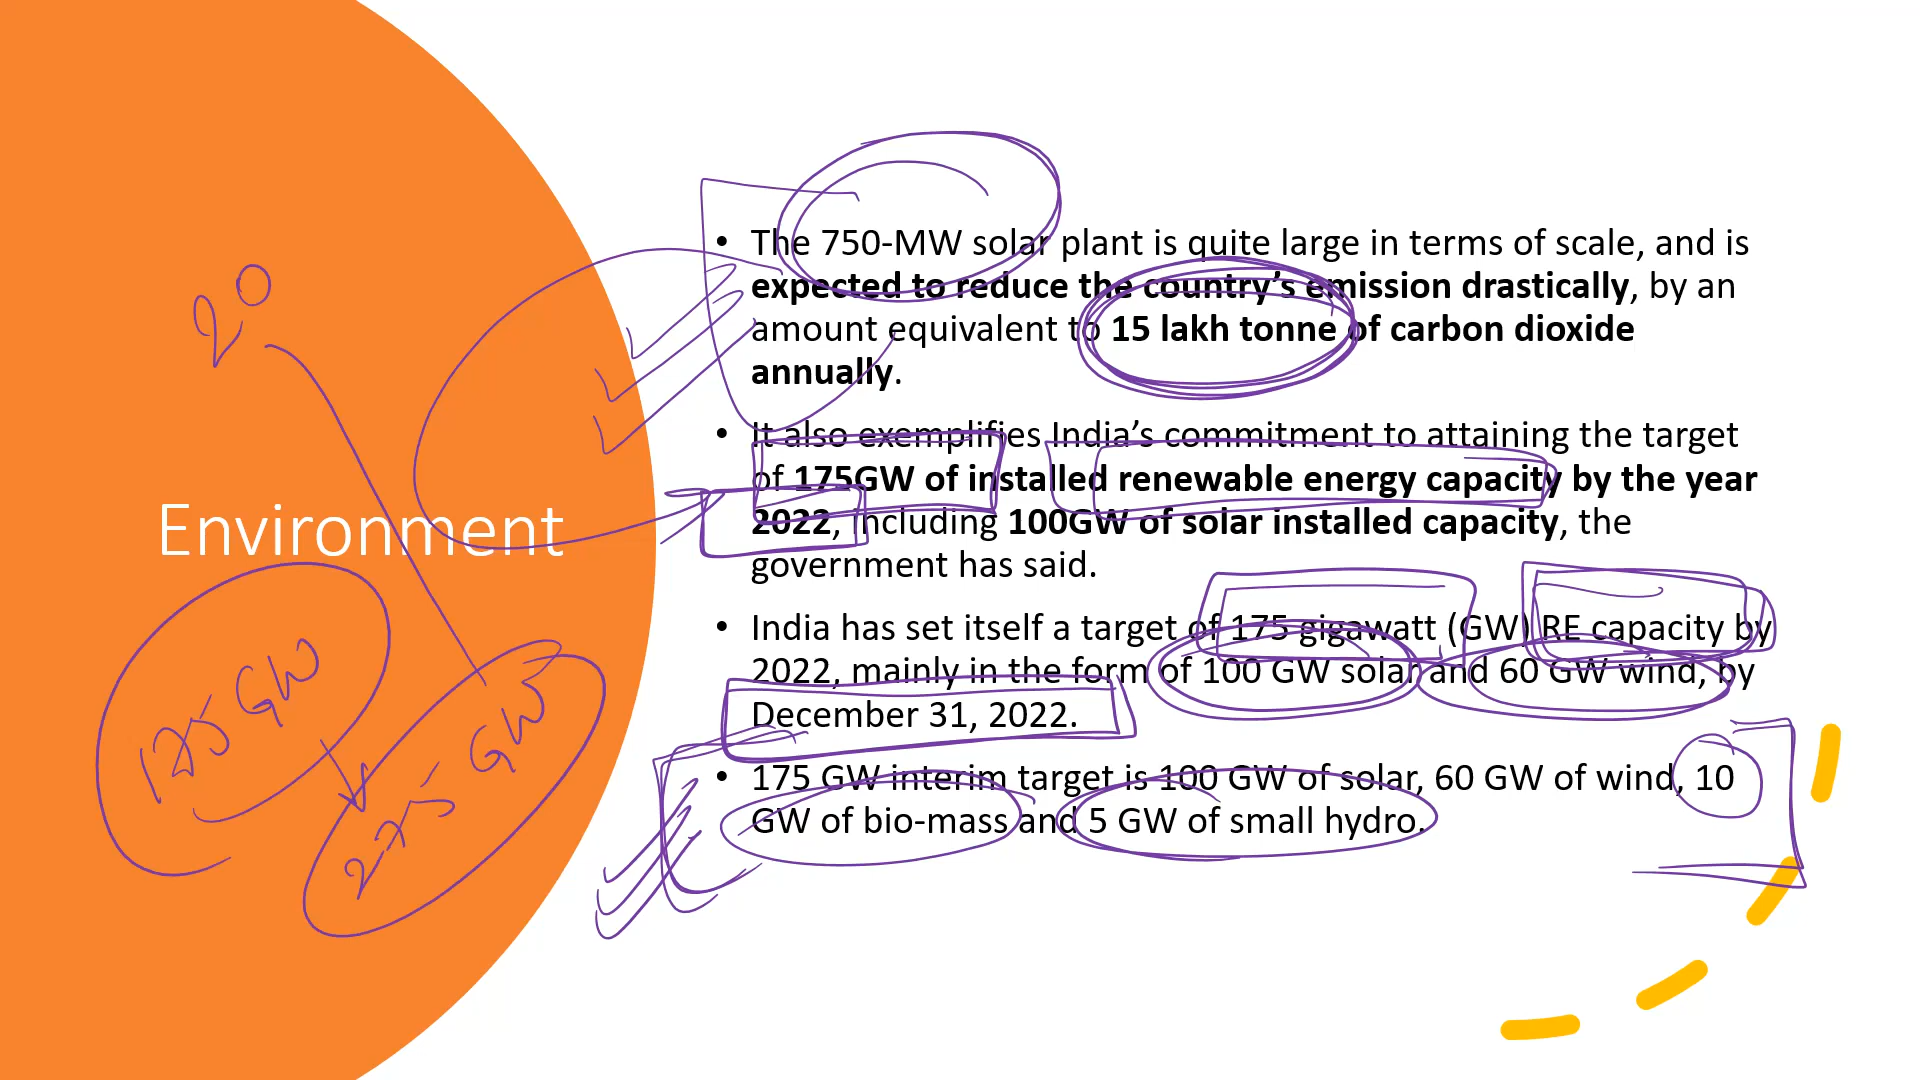 20
Environment
175 GW
275 GW
• The 750-MW solar plant is quite large in terms of scale, and is
expected to reduce the country’s emission drastically, by an
amount equivalent to 15 lakh tonne of carbon dioxide
annually.
• It also exemplifies India’s commitment to attaining the target
of 175GW of installed renewable energy capacity by the year
2022, including 100GW of solar installed capacity, the
government has said.
• India has set itself a target of 175 gigawatt (GW) RE capacity by
2022, mainly in the form of 100 GW solar and 60 GW wind, by
December 31, 2022.
• 175 GW interim target is 100 GW of solar, 60 GW of wind, 10
GW of bio-mass and 5 GW of small hydro.